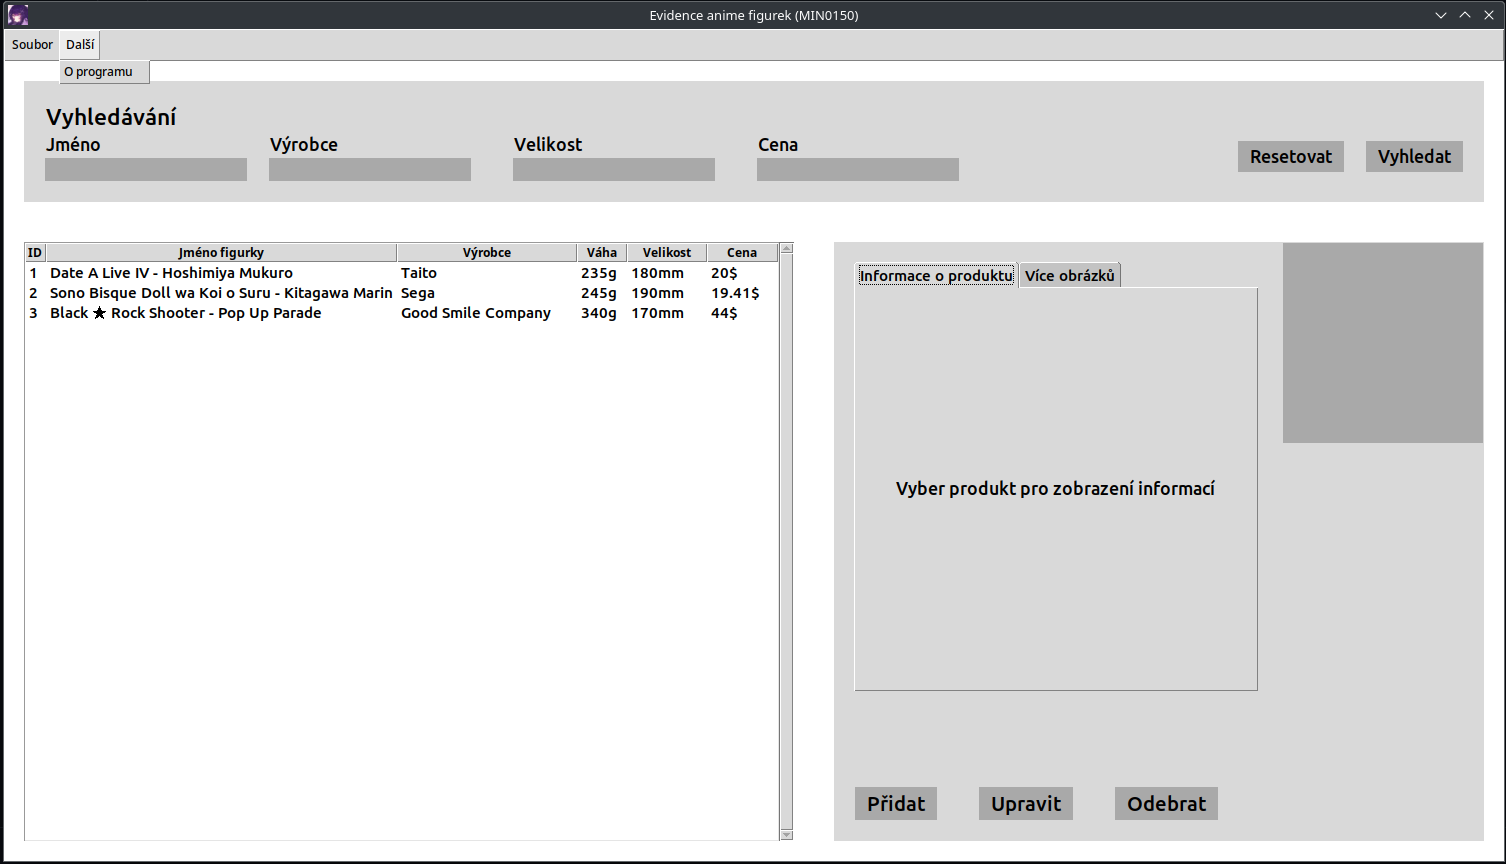 Evidence anime figurek (MIN0150)
Soubor Další
O programu
Vyhledávání
Jméno Výrobce Velikost Cena
Resetovat Vyhledat
ID Jméno figurky Výrobce Váha Velikost Cena
1 Date A Live IV - Hoshimiya Mukuro Taito 235g 180mm 20$
2 Sono Bisque Doll wa Koi o Suru - Kitagawa Marin Sega 245g 190mm 19.41$
3 Black ★ Rock Shooter - Pop Up Parade Good Smile Company 340g 170mm 44$
Informace o produktu Více obrázků
Vyber produkt pro zobrazení informací
Přidat Upravit Odebrat